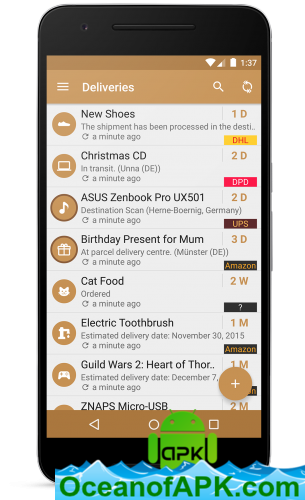 1:37
Deliveries
New Shoes 1 D
The shipment has been processed in the desti..
a minute ago DHL
Christmas CD 2 D
In transit. (Unna (DE))
a minute ago DPD
ASUS Zenbook Pro UX501 2 D
Destination Scan (Herne-Boernig, Germany)
a minute ago UPS
Birthday Present for Mum 3 D
At parcel delivery centre. (Münster (DE))
a minute ago Amazon
Cat Food 2 W
Ordered
a minute ago ?
Electric Toothbrush 1 M
Estimated delivery date: November 30, 2015
a minute ago Amazon
Guild Wars 2: Heart of Thor.. 1 M
Estimated delivery date: December 7,
a minute ago
+
ZNAPS Micro-USB 2 M
apk
OceanofAPK.com